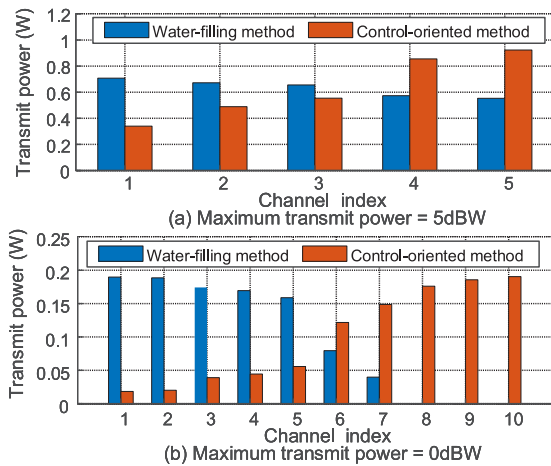 1.2
Water-filling method Control-oriented method
1
0.8
0.6
0.4
0.2
0
Transmit power (W)
1 2 3 4 5
Channel index
(a) Maximum transmit power = 5dBW
0.25
Water-filling method Control-oriented method
0.2
0.15
0.1
0.05
0
Transmit power (W)
1 2 3 4 5 6 7 8 9 10
Channel index
(b) Maximum transmit power = 0dBW